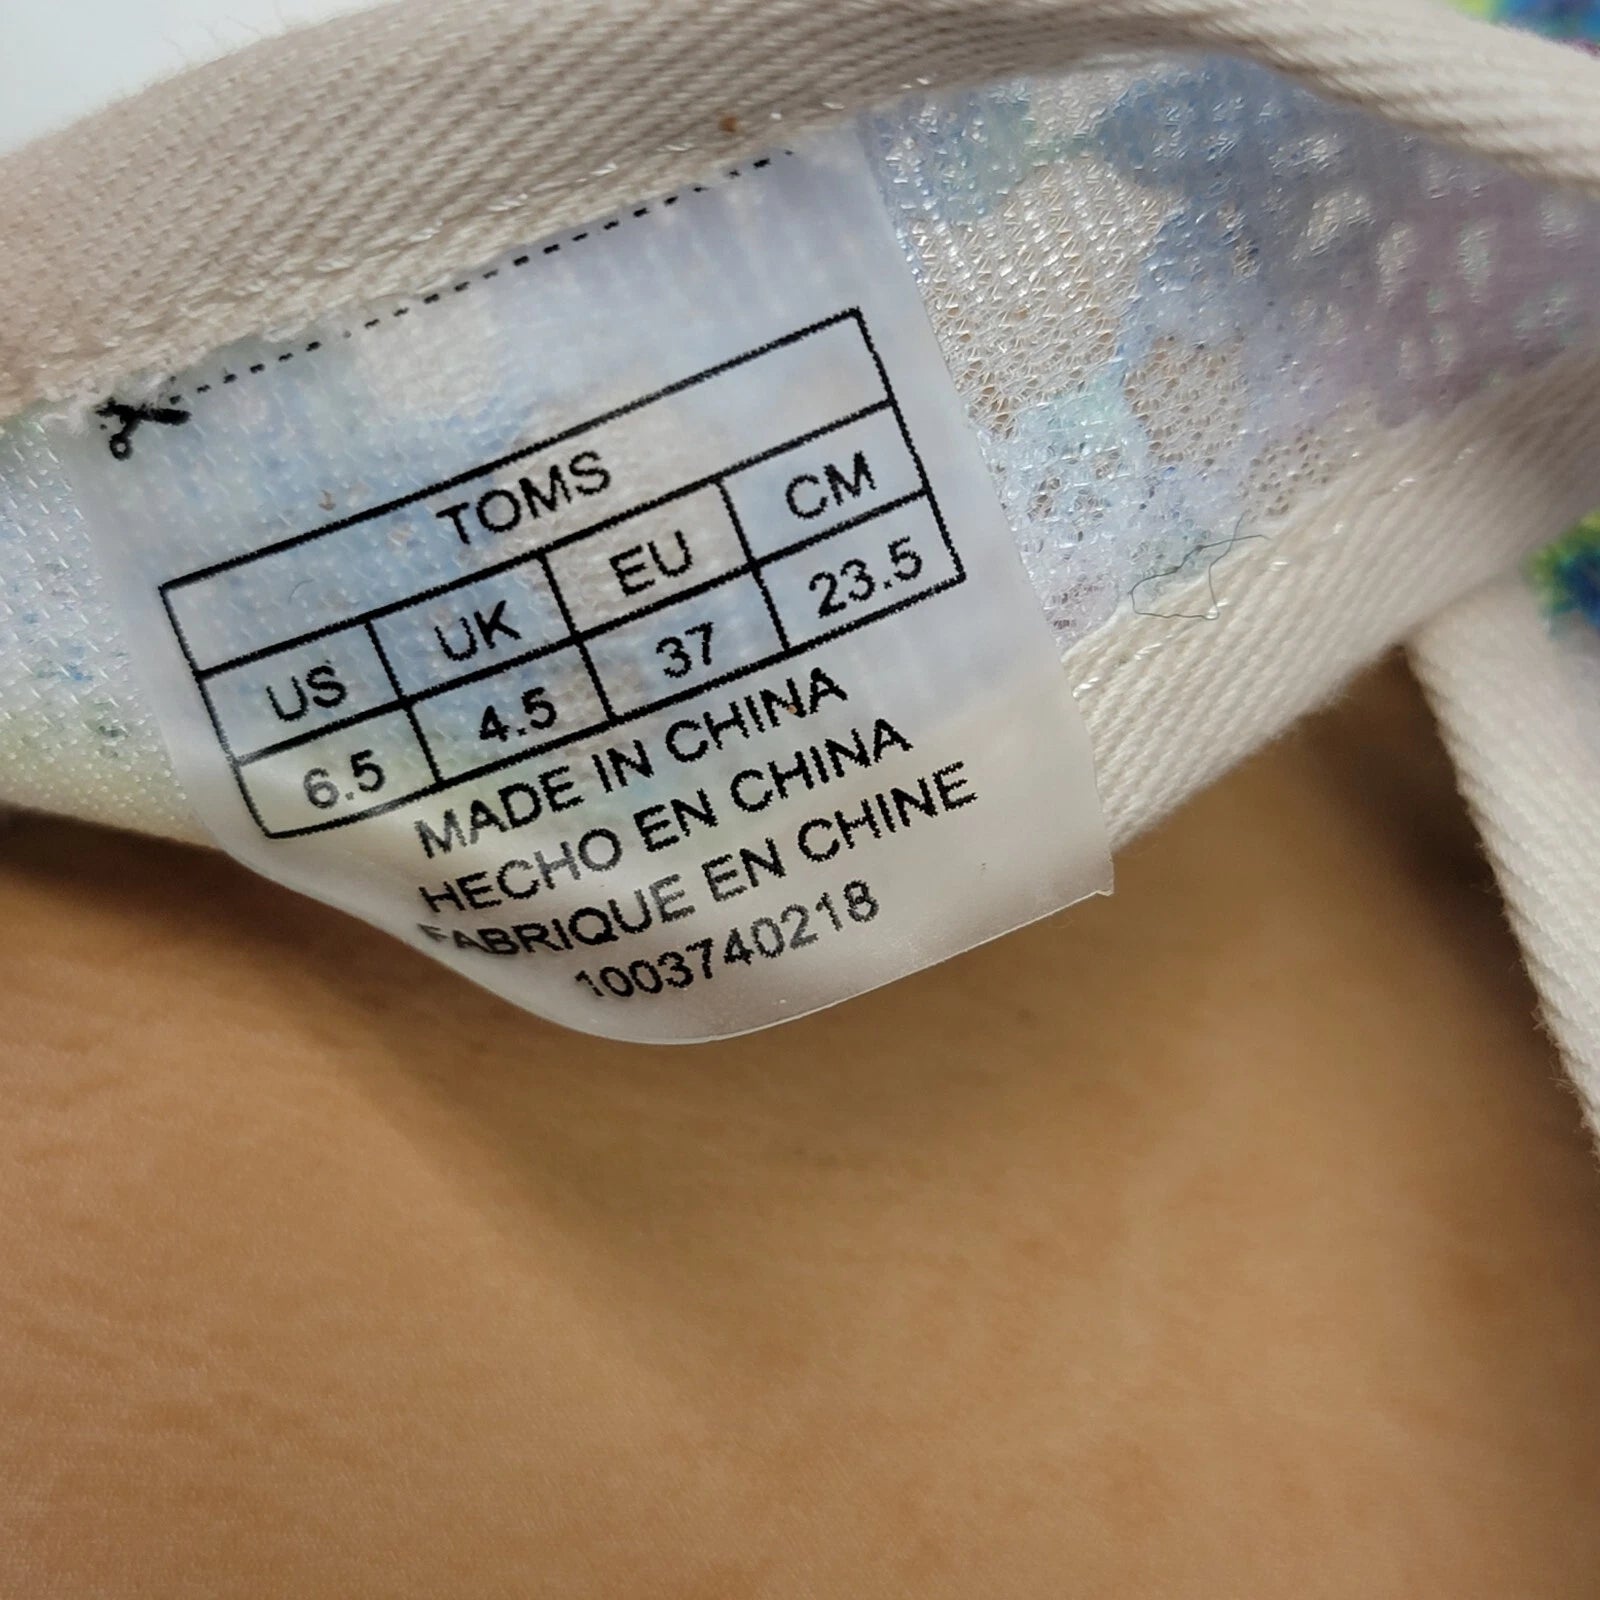 TOMS
US UK EU CM
6.5 4.5 37 23.5
MADE IN CHINA
HECHO EN CHINA
FABRIQUE EN CHINE
1003740218